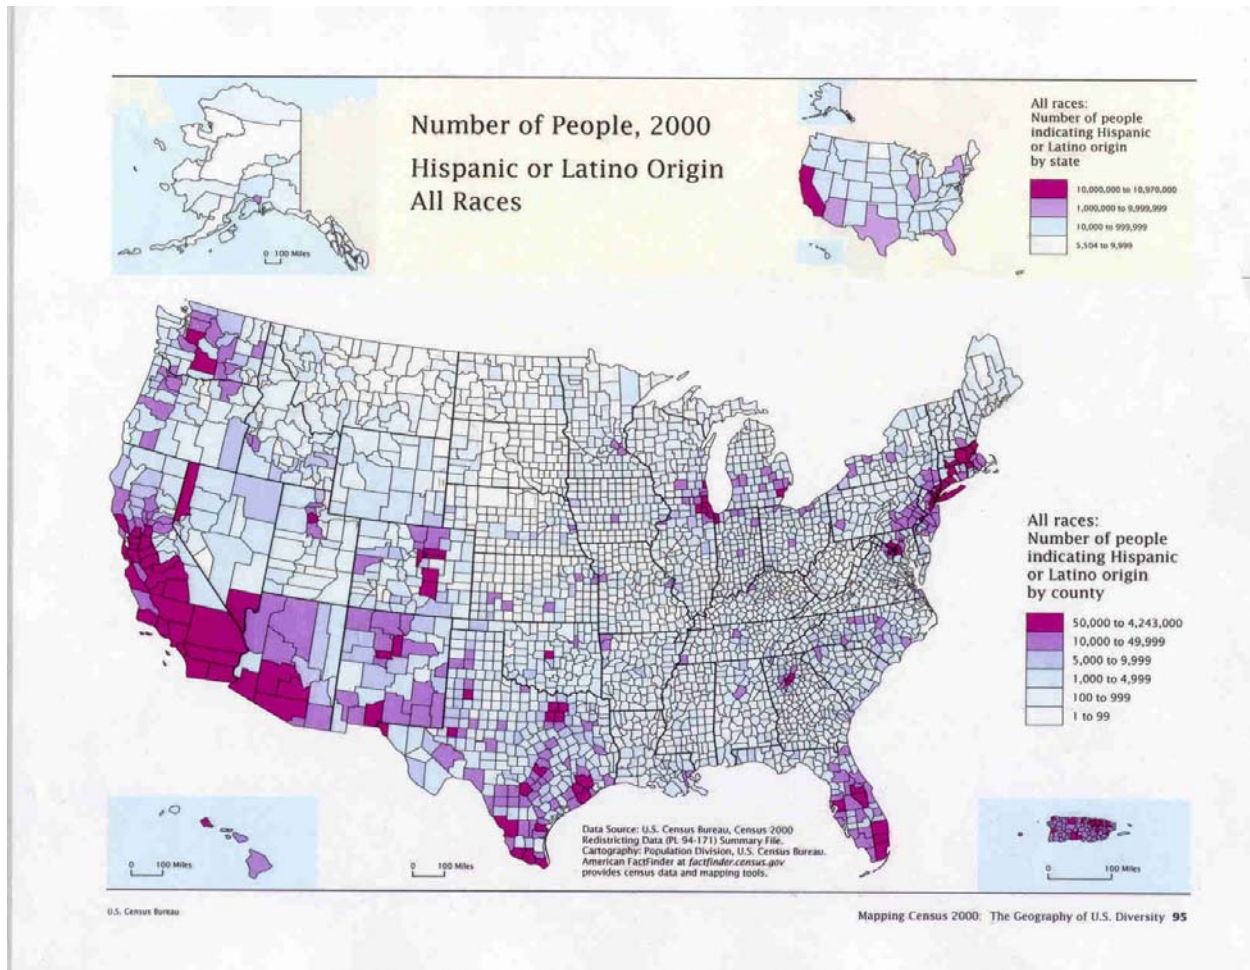 Number of People, 2000
Hispanic or Latino Origin
All Races
0 100 Miles
All races:
Number of people
indicating Hispanic
or Latino origin
by state
10,000,000 to 10,970,000
1,000,000 to 9,999,999
10,000 to 999,999
5,504 to 9,999
All races:
Number of people
indicating Hispanic
or Latino origin
by county
50,000 to 4,243,000
10,000 to 49,999
5,000 to 9,999
1,000 to 4,999
100 to 999
1 to 99
Data Source: U.S. Census Bureau, Census 2000
Redistricting Data (PL 94-171) Summary File.
Cartography: Population Division, U.S. Census Bureau.
American FactFinder at factfinder.census.gov
provides census data and mapping tools.
0 100 Miles
0 100 Miles
0 100 Miles
U.S. Census Bureau
Mapping Census 2000: The Geography of U.S. Diversity 95